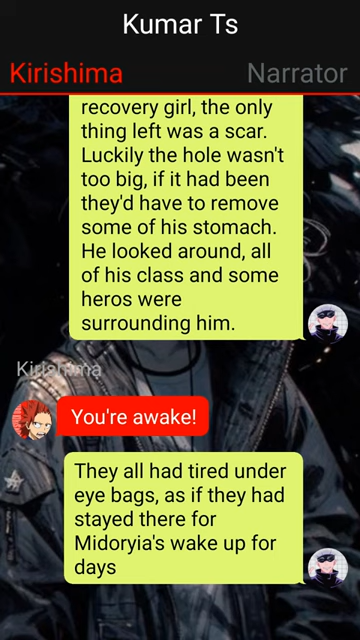 Kumar Ts
Kirishima Narrator
recovery girl, the only
thing left was a scar.
Luckily the hole wasn't
too big, if it had been
they'd have to remove
some of his stomach.
He looked around, all
of his class and some
heros were
surrounding him.
Kirishima
You're awake!
They all had tired under
eye bags, as if they had
stayed there for
Midoryia's wake up for
days